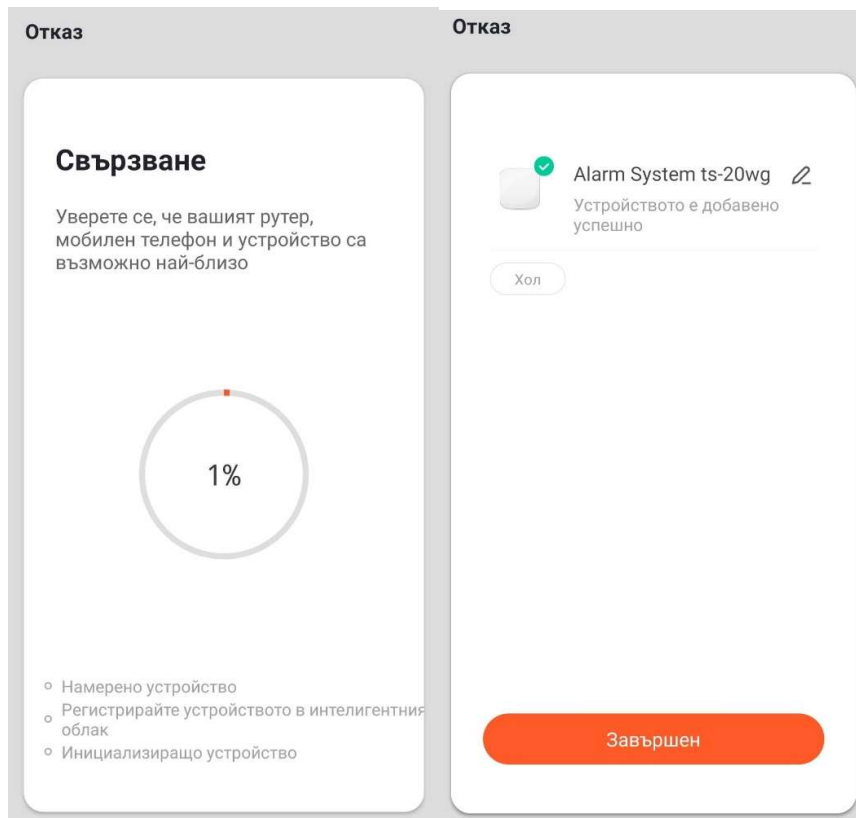 Отказ
Свързване
Уверете се, че вашият рутер,
мобилен телефон и устройство са
възможно най-близо
1%
Намерено устройство
Регистрирайте устройството в интелигентния
облак
Инициализиращо устройство
Отказ
Alarm System ts-20wg
Устройството е добавено
успешно
Хол
Завършен